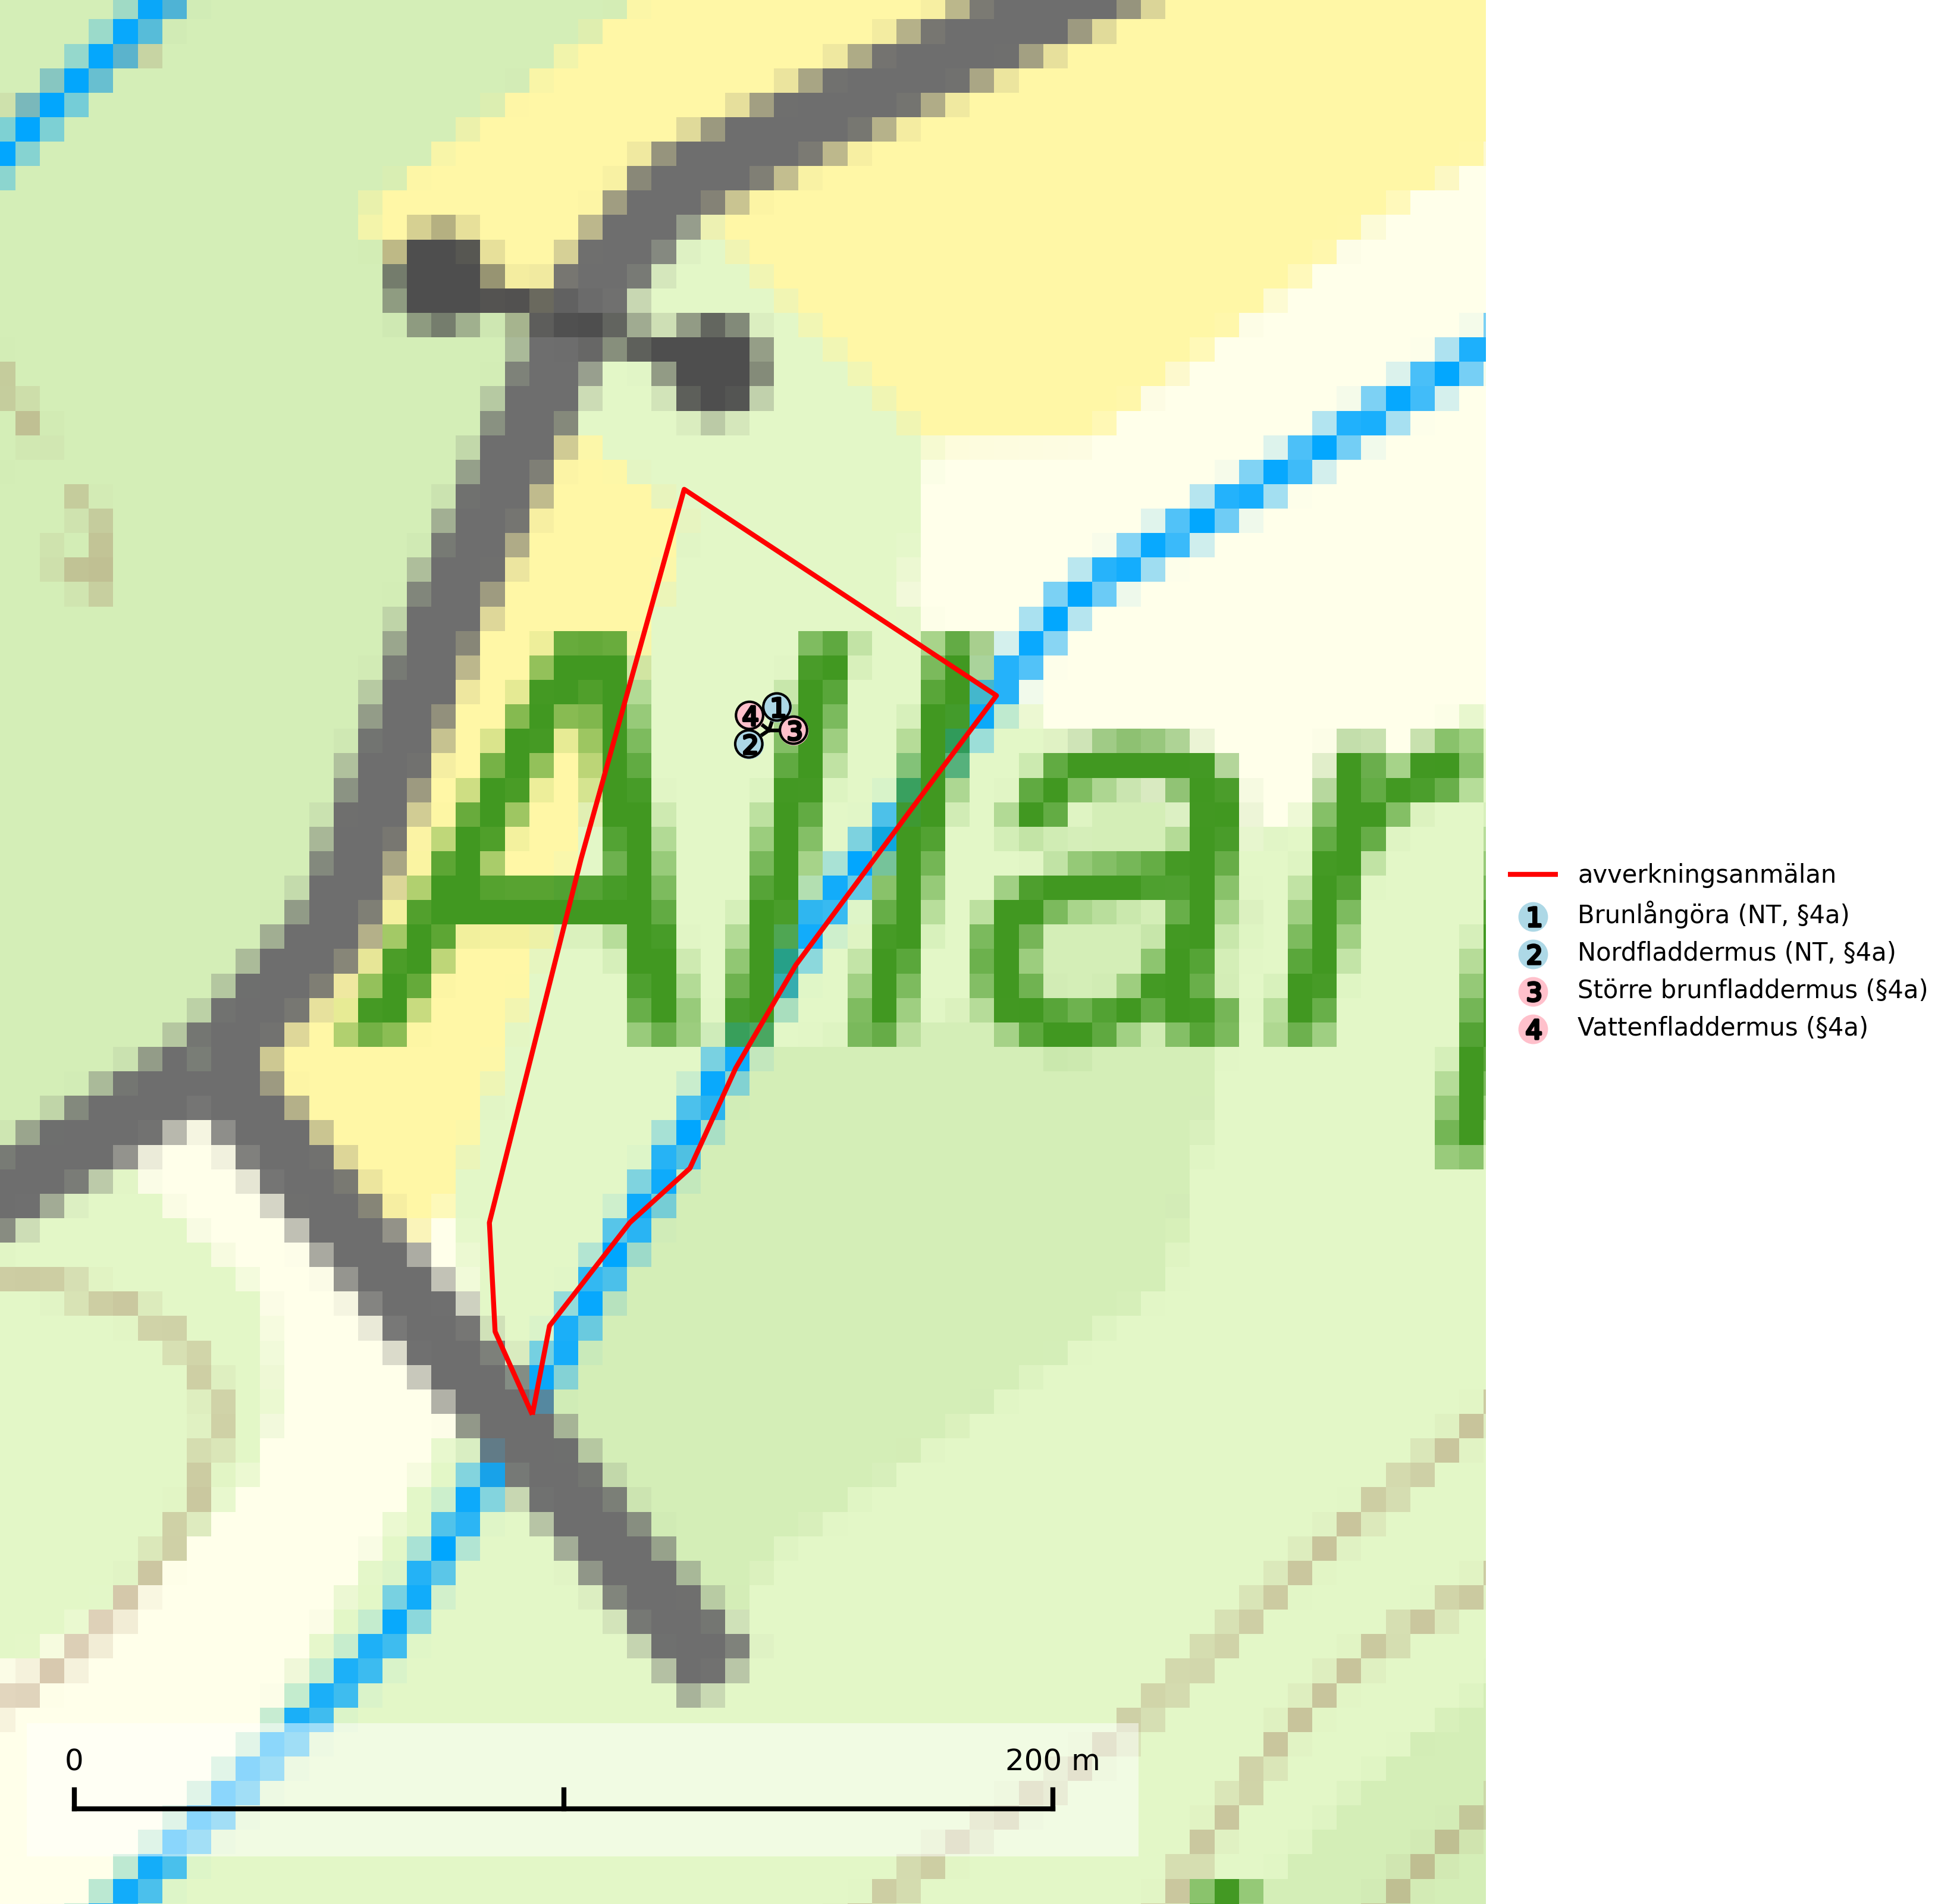 Allar
4 1
3
2
avverkningsanmälan
1 Brunlångöra (NT, §4a)
2 Nordfladdermus (NT, §4a)
3 Större brunfladdermus (§4a)
4 Vattenfladdermus (§4a)
0 200 m